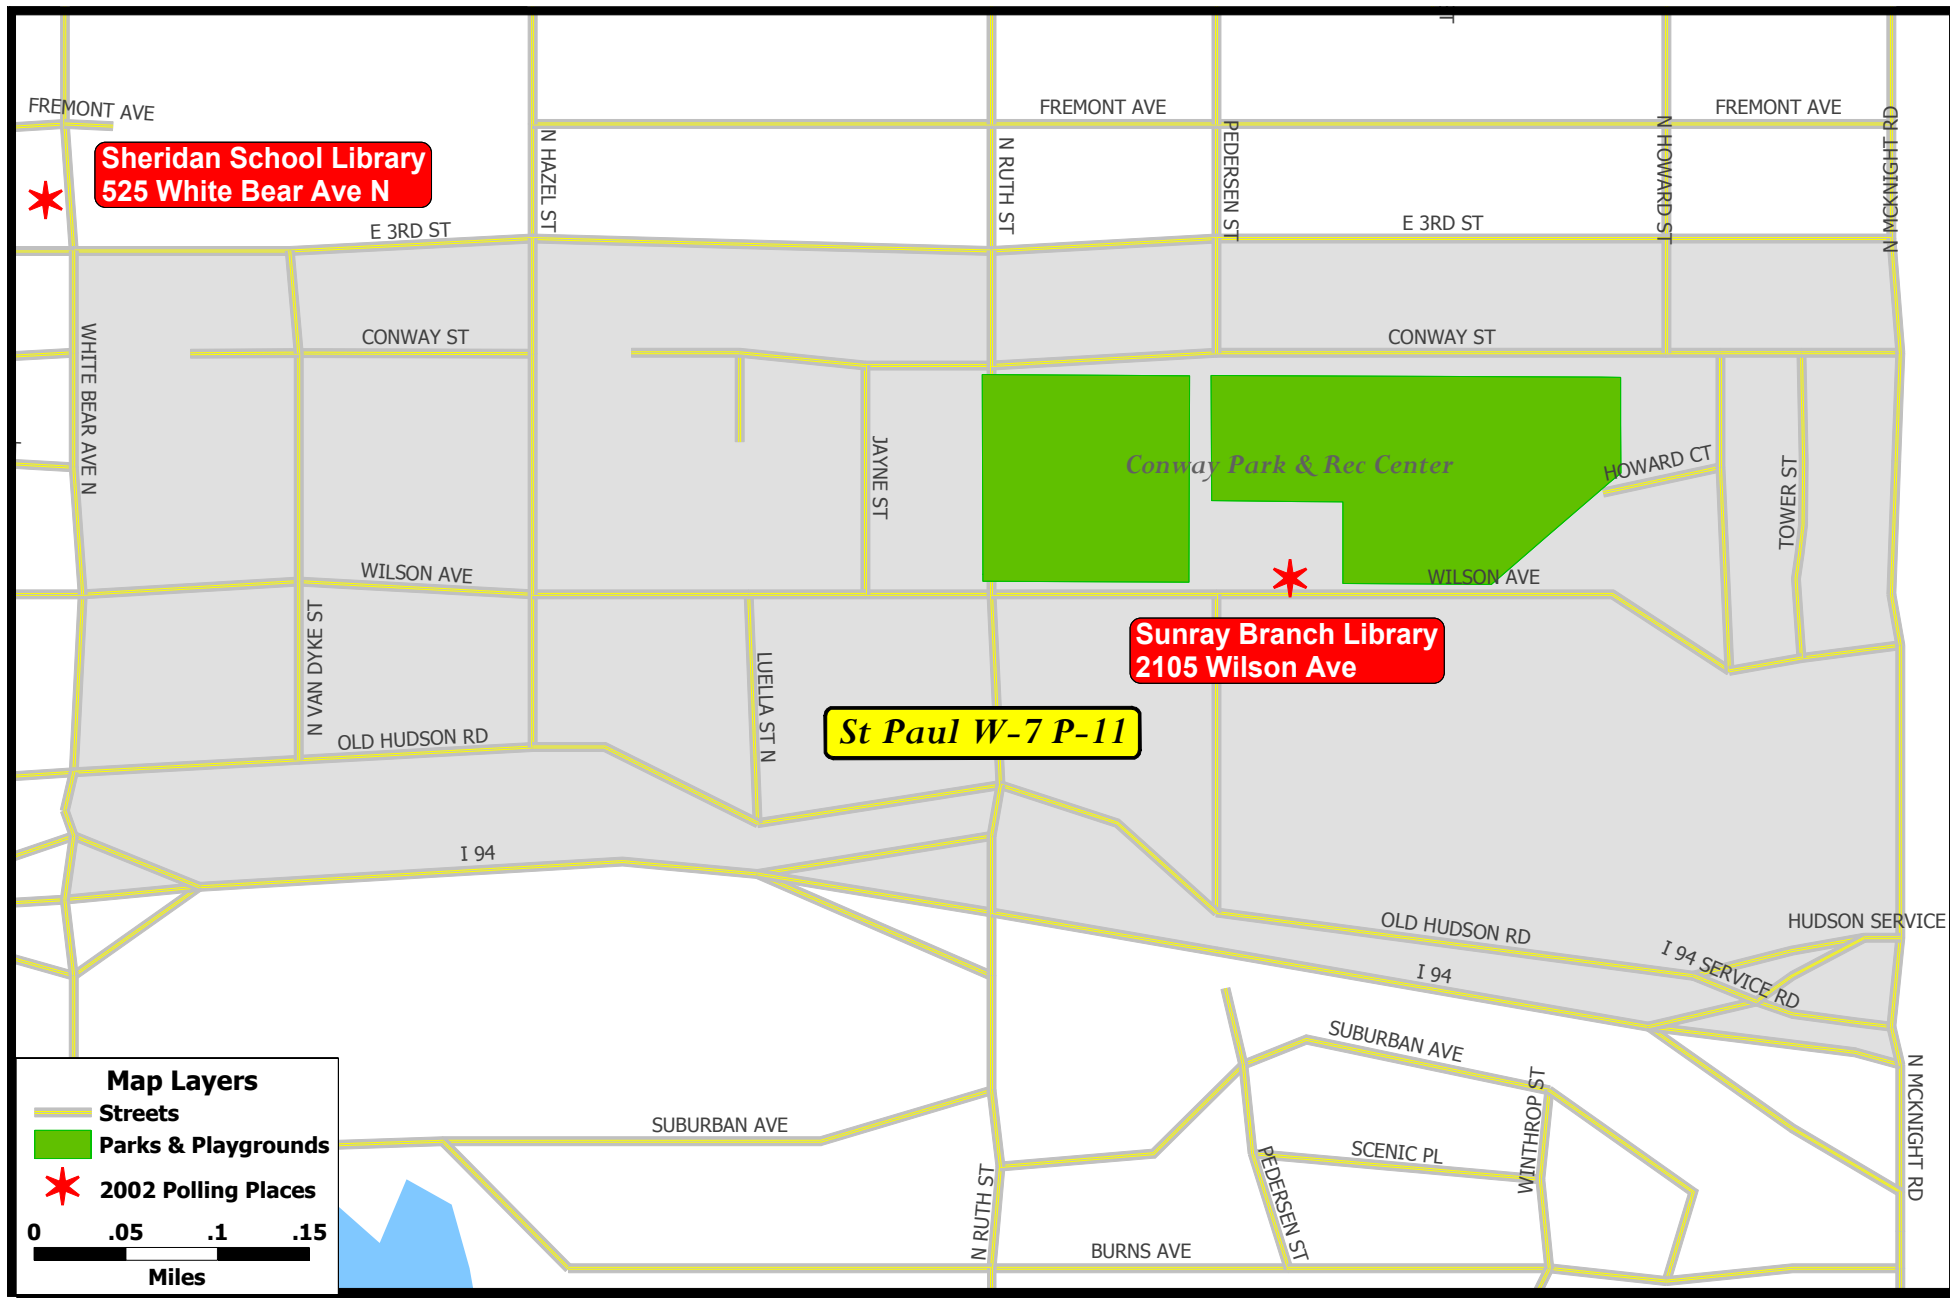 FREMONT AVE
FREMONT AVE
FREMONT AVE
Sheridan School Library
525 White Bear Ave N
N HAZEL ST
N RUTH ST
PEDERSEN ST
N HOWARD ST
N MCKNIGHT RD
E 3RD ST
E 3RD ST
WHITE BEAR AVE N
CONWAY ST
CONWAY ST
JAYNE ST
Conway Park & Rec Center
HOWARD CT
TOWER ST
WILSON AVE
WILSON AVE
N VAN DYKE ST
LUELLA ST N
Sunray Branch Library
2105 Wilson Ave
St Paul W-7 P-11
OLD HUDSON RD
I 94
OLD HUDSON RD
HUDSON SERVICE
I 94 SERVICE RD
I 94
SUBURBAN AVE
N MCKNIGHT RD
WINTHROP ST
SUBURBAN AVE
SCENIC PL
PEDERSEN ST
N RUTH ST
BURNS AVE
Map Layers
Streets
Parks & Playgrounds
2002 Polling Places
0 .05 .1 .15
Miles